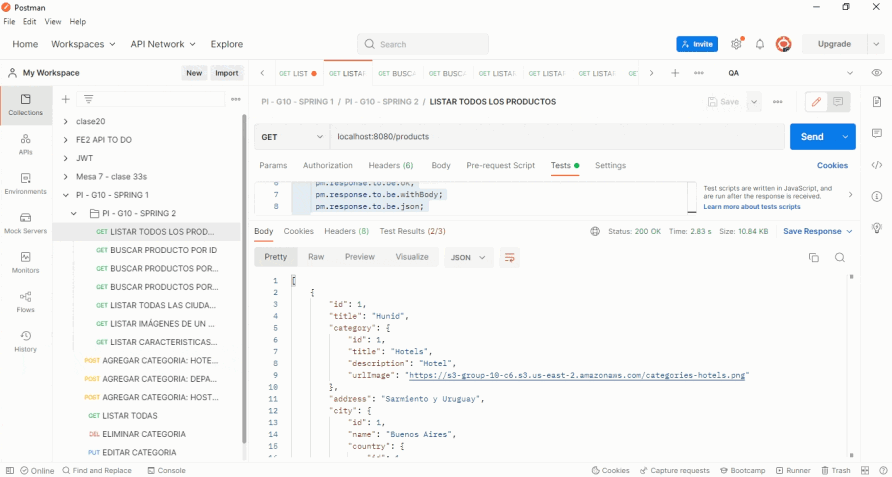 Postman
File Edit View Help
Home Workspaces API Network Explore Search Invite Upgrade
My Workspace New Import GET LIST GET LISTA GET BUSCA GET BUSCA GET LISTA GET LISTA GET LISTA GE QA
Collections
APIs
Environments
Mock Servers
Monitors
Flows
History
clase20
FE2 API TO DO
JWT
Mesa 7 - clase 33s
PI - G10 - SPRING 1
PI - G10 - SPRING 2
GET LISTAR TODOS LOS PROD...
GET BUSCAR PRODUCTO POR ID
GET BUSCAR PRODUCTOS POR...
GET BUSCAR PRODUCTOS POR...
GET LISTAR TODAS LAS CIUDA...
GET LISTAR IMÁGENES DE UN ...
GET LISTAR CARACTERISTICAS...
POST AGREGAR CATEGORIA: HOTE...
POST AGREGAR CATEGORIA: DEPA...
POST AGREGAR CATEGORIA: HOST...
GET LISTAR TODAS
DEL ELIMINAR CATEGORIA
PUT EDITAR CATEGORIA
PI - G10 - SPRING 1 / PI - G10 - SPRING 2 / LISTAR TODOS LOS PRODUCTOS Save
GET localhost:8080/products Send
Params Authorization Headers (6) Body Pre-request Script Tests Settings Cookies
6 pm.response.to.be.ok;
7 pm.response.to.be.withBody;
8 pm.response.to.be.json;
Test scripts are written in JavaScript, and
are run after the response is received.
Learn more about tests scripts
Body Cookies Headers (8) Test Results (2/3) Status: 200 OK Time: 2.83 s Size: 10.84 KB Save Response
Pretty Raw Preview Visualize JSON
1 [
2 {
3 "id": 1,
4 "title": "Hunid",
5 "category": {
6 "id": 1,
7 "title": "Hotels",
8 "description": "Hotel",
9 "urlImage": "https://s3-group-10-c6.s3.us-east-2.amazonaws.com/categories-hotels.png"
10 },
11 "address": "Sarmiento y Uruguay",
12 "city": {
13 "id": 1,
14 "name": "Buenos Aires",
15 "country": {
16 "id": 1,
Online Find and Replace Console Cookies Capture requests Bootcamp Runner Trash